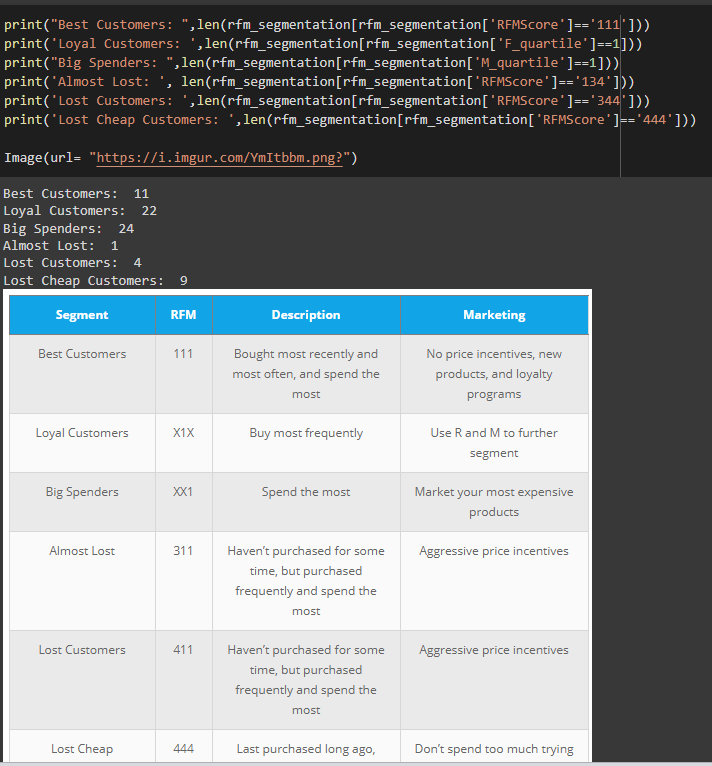 print("Best Customers: ",len(rfm_segmentation[rfm_segmentation['RFMScore']=='111']))
print('Loyal Customers: ',len(rfm_segmentation[rfm_segmentation['F_quartile']==1]))
print("Big Spenders: ",len(rfm_segmentation[rfm_segmentation['M_quartile']==1]))
print('Almost Lost: ', len(rfm_segmentation[rfm_segmentation['RFMScore']=='134']))
print('Lost Customers: ',len(rfm_segmentation[rfm_segmentation['RFMScore']=='344']))
print('Lost Cheap Customers: ',len(rfm_segmentation[rfm_segmentation['RFMScore']=='444']))
Image(url= "https://i.imgur.com/YmItbbm.png?")
Best Customers:  11
Loyal Customers:  22
Big Spenders:  24
Almost Lost:  1
Lost Customers:  4
Lost Cheap Customers:  9
Segment RFM Description Marketing
Best Customers 111 Bought most recently and No price incentives, new
most often, and spend the products, and loyalty
most programs
Loyal Customers X1X Buy most frequently Use R and M to further
segment
Big Spenders XX1 Spend the most Market your most expensive
products
Almost Lost 311 Haven't purchased for some Aggressive price incentives
time, but purchased
frequently and spend the
most
Lost Customers 411 Haven't purchased for some Aggressive price incentives
time, but purchased
frequently and spend the
most
Lost Cheap 444 Last purchased long ago, Don't spend too much trying